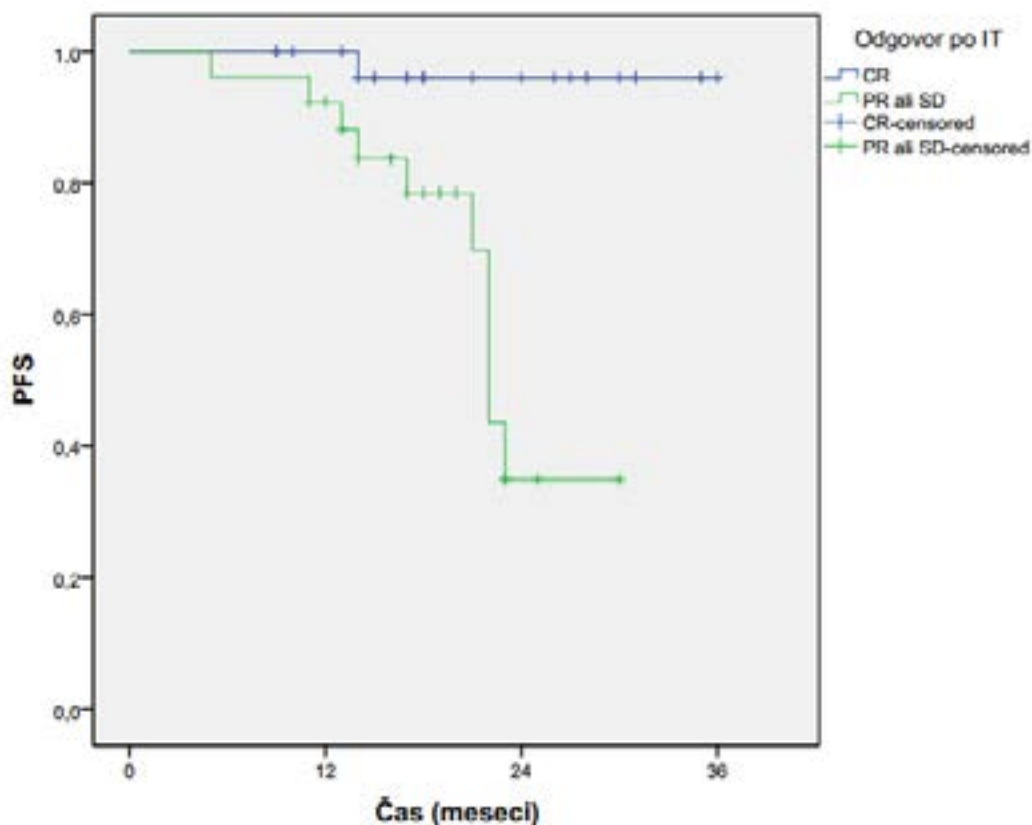 Odgovor po IT
CR
PR ali SD
CR-censored
PR ali SD-censored
PFS
1,0
0,8
0,6
0,4
0,2
0,0
0 12 24 36
Čas (meseci)